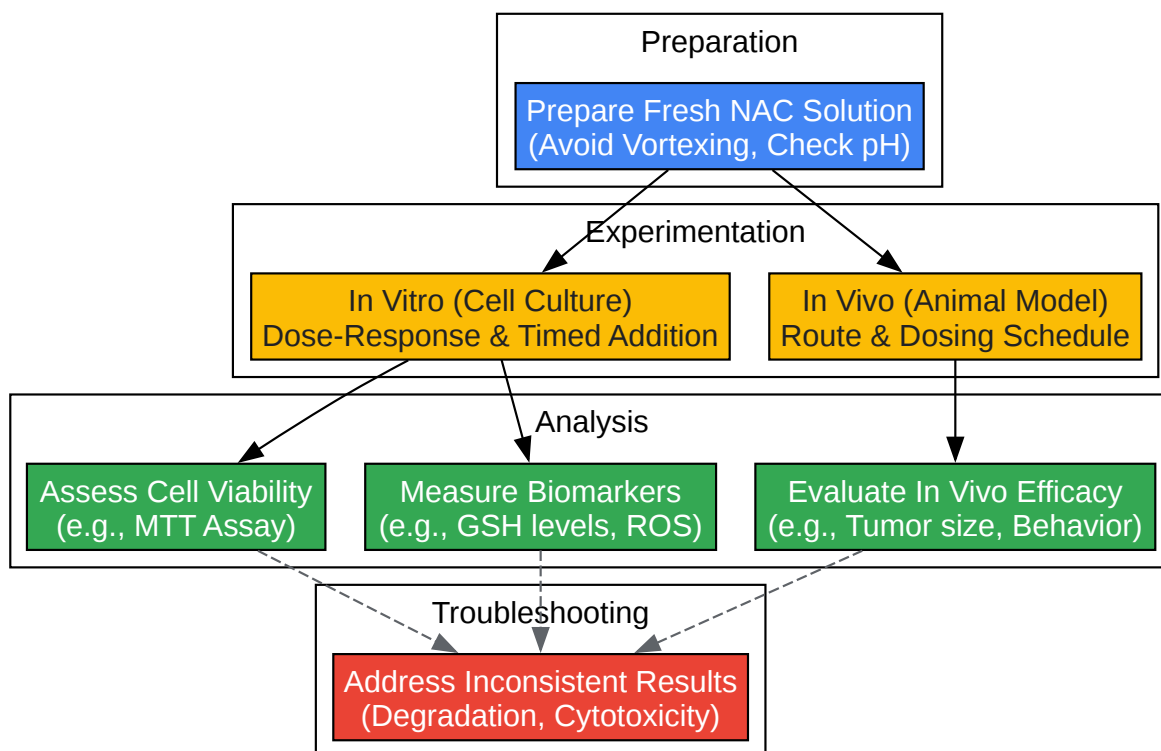 Preparation
Prepare Fresh NAC Solution
(Avoid Vortexing, Check pH)
Experimentation
In Vitro (Cell Culture)
Dose-Response & Timed Addition
In Vivo (Animal Model)
Route & Dosing Schedule
Analysis
Assess Cell Viability
(e.g., MTT Assay)
Measure Biomarkers
(e.g., GSH levels, ROS)
Evaluate In Vivo Efficacy
(e.g., Tumor size, Behavior)
Troubleshooting
Address Inconsistent Results
(Degradation, Cytotoxicity)